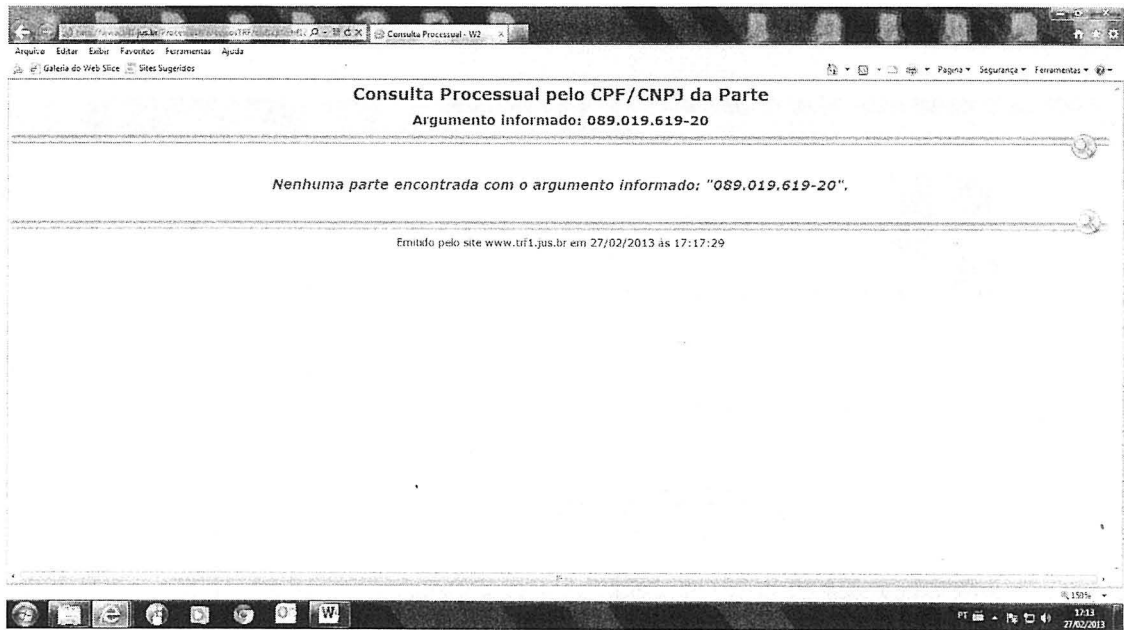 Consulta Processual - W2
Arquivo Editar Exibir Favoritos Ferramentas Ajuda
Galeria do Web Slice Sites Sugeridos
Pagina Segurança Ferramentas
Consulta Processual pelo CPF/CNPJ da Parte
Argumento informado: 089.019.619-20
Nenhuma parte encontrada com o argumento informado: "089.019.619-20".
Emitido pelo site www.trf1.jus.br em 27/02/2013 às 17:17:29
150%
PT
17:13
27/02/2013